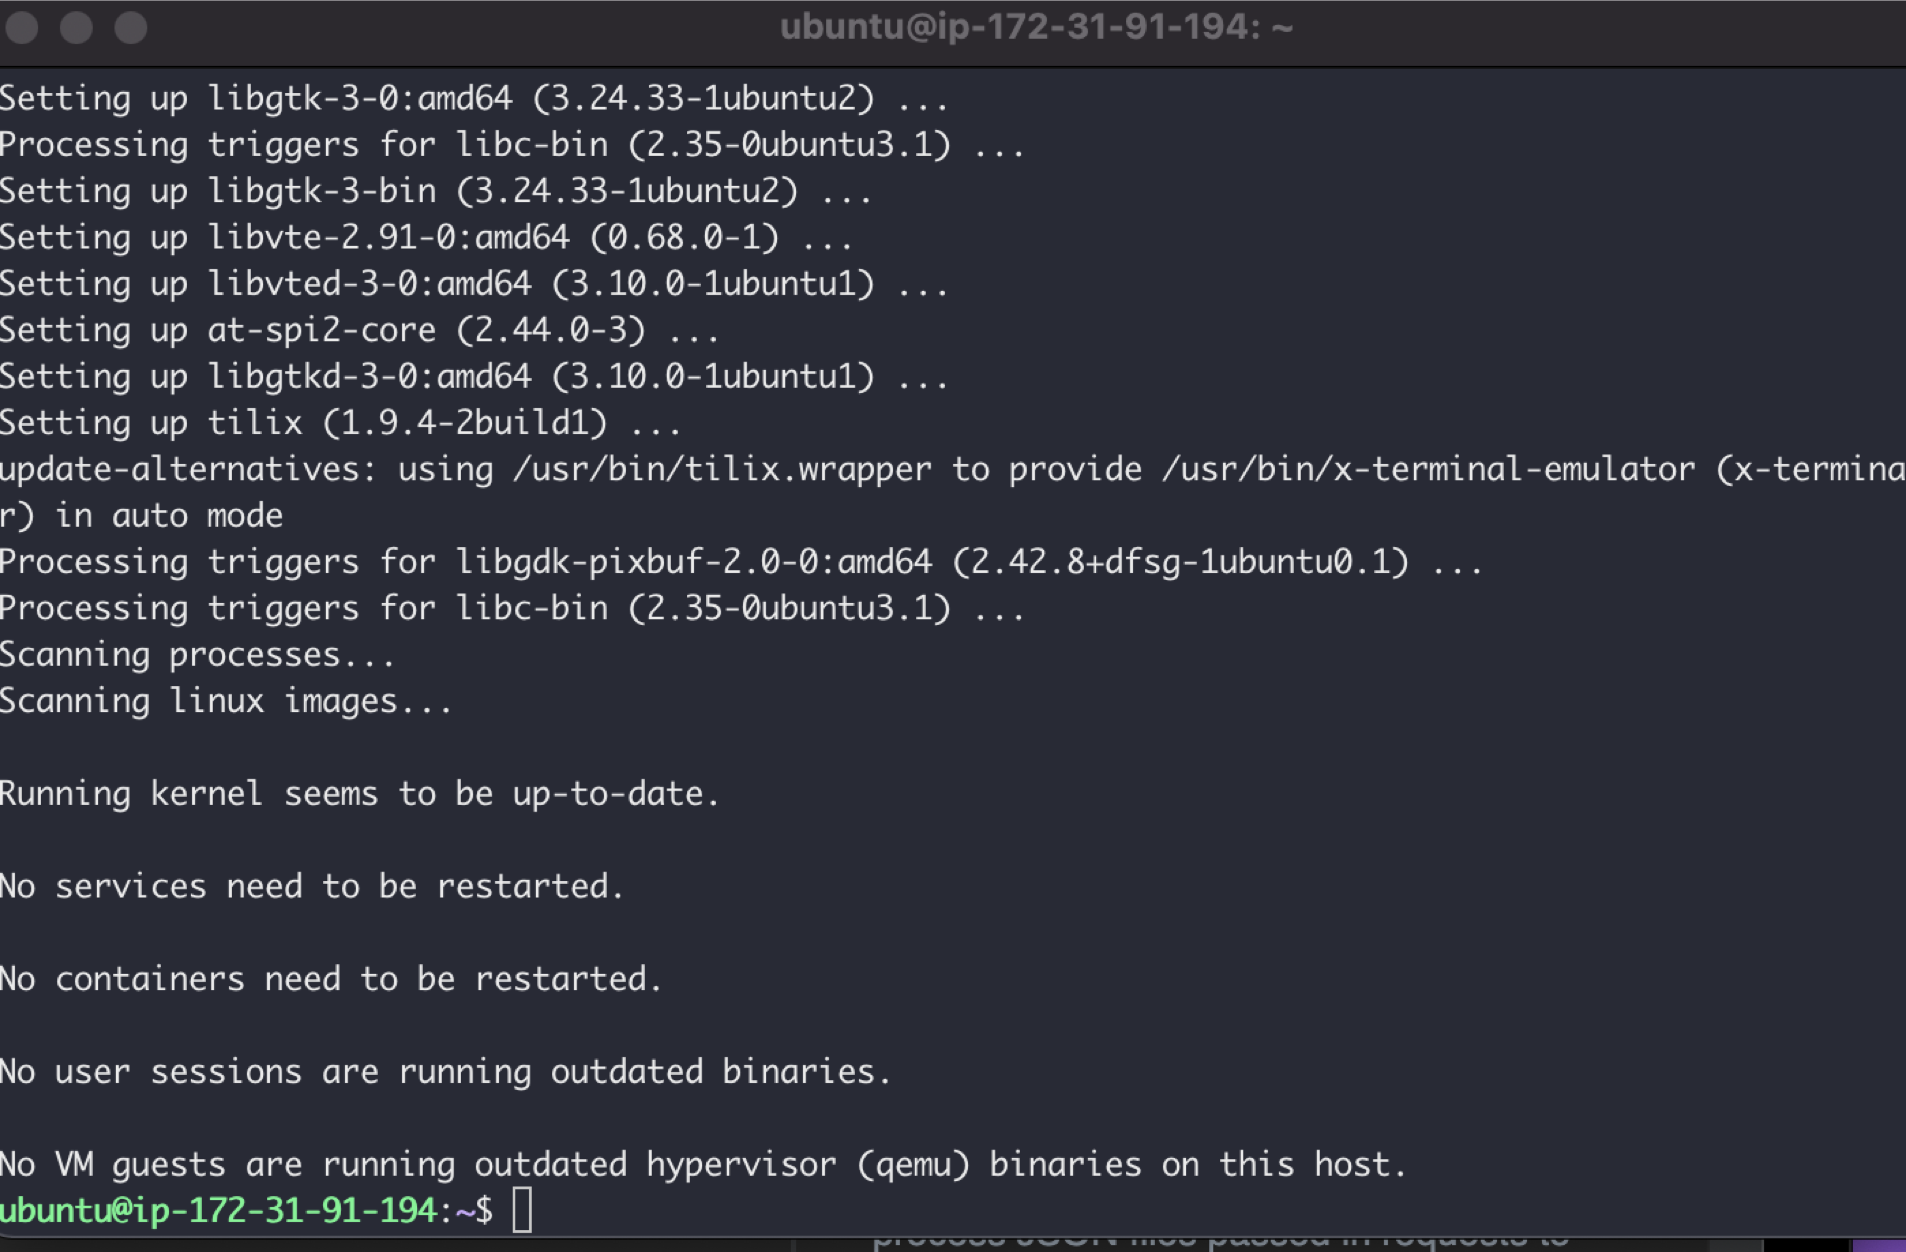 ubuntu@ip-172-31-91-194: ~
Setting up libgtk-3-0:amd64 (3.24.33-1ubuntu2) ...
Processing triggers for libc-bin (2.35-0ubuntu3.1) ...
Setting up libgtk-3-bin (3.24.33-1ubuntu2) ...
Setting up libvte-2.91-0:amd64 (0.68.0-1) ...
Setting up libvted-3-0:amd64 (3.10.0-1ubuntu1) ...
Setting up at-spi2-core (2.44.0-3) ...
Setting up libgtkd-3-0:amd64 (3.10.0-1ubuntu1) ...
Setting up tilix (1.9.4-2build1) ...
update-alternatives: using /usr/bin/tilix.wrapper to provide /usr/bin/x-terminal-emulator (x-termina
r) in auto mode
Processing triggers for libgdk-pixbuf-2.0-0:amd64 (2.42.8+dfsg-1ubuntu0.1) ...
Processing triggers for libc-bin (2.35-0ubuntu3.1) ...
Scanning processes...
Scanning linux images...
Running kernel seems to be up-to-date.
No services need to be restarted.
No containers need to be restarted.
No user sessions are running outdated binaries.
No VM guests are running outdated hypervisor (qemu) binaries on this host.
ubuntu@ip-172-31-91-194:~$
process JSON files passed in requests to